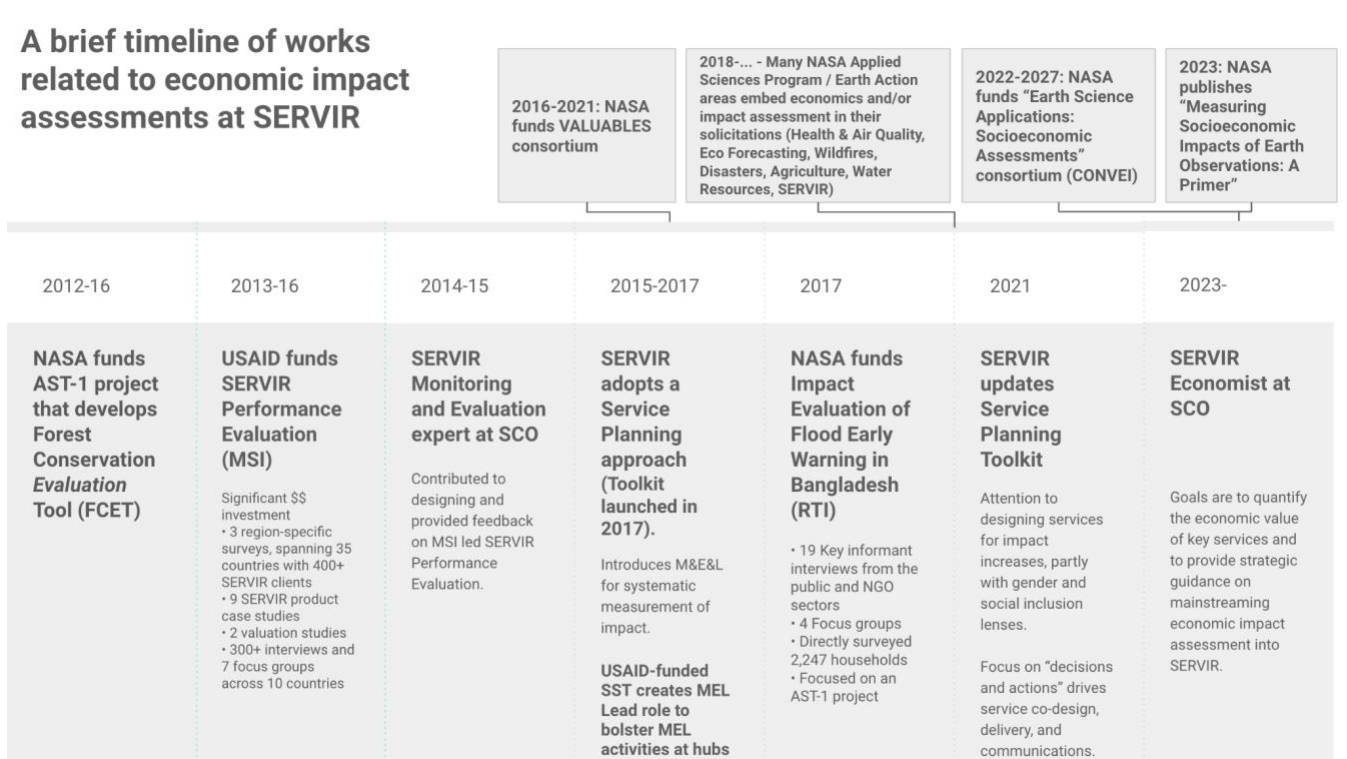 A brief timeline of works
related to economic impact
assessments at SERVIR
2016-2021: NASA
funds VALUABLES
consortium
2018-... - Many NASA Applied
Sciences Program / Earth Action
areas embed economics and/or
impact assessment in their
solicitations (Health & Air Quality,
Eco Forecasting, Wildfires,
Disasters, Agriculture, Water
Resources, SERVIR)
2022-2027: NASA
funds “Earth Science
Applications:
Socioeconomic
Assessments”
consortium (CONVEI)
2023: NASA
publishes
“Measuring
Socioeconomic
Impacts of Earth
Observations: A
Primer”
2012-16
NASA funds
AST-1 project
that develops
Forest
Conservation
Evaluation
Tool (FCET)
2013-16
USAID funds
SERVIR
Performance
Evaluation
(MSI)
Significant $$
investment
• 3 region-specific
surveys, spanning 35
countries with 400+
SERVIR clients
• 9 SERVIR product
case studies
• 2 valuation studies
• 300+ interviews and
7 focus groups
across 10 countries
2014-15
SERVIR
Monitoring
and Evaluation
expert at SCO
Contributed to
designing and
provided feedback
on MSI led SERVIR
Performance
Evaluation.
2015-2017
SERVIR
adopts a
Service
Planning
approach
(Toolkit
launched in
2017).
Introduces M&E&L
for systematic
measurement of
impact.
USAID-funded
SST creates MEL
Lead role to
bolster MEL
activities at hubs
2017
NASA funds
Impact
Evaluation of
Flood Early
Warning in
Bangladesh
(RTI)
• 19 Key informant
interviews from the
public and NGO
sectors
• 4 Focus groups
• Directly surveyed
2,247 households
• Focused on an
AST-1 project
2021
SERVIR
updates
Service
Planning
Toolkit
Attention to
designing services
for impact
increases, partly
with gender and
social inclusion
lenses.
Focus on “decisions
and actions” drives
service co-design,
delivery, and
communications.
2023-
SERVIR
Economist at
SCO
Goals are to quantify
the economic value
of key services and
to provide strategic
guidance on
mainstreaming
economic impact
assessment into
SERVIR.